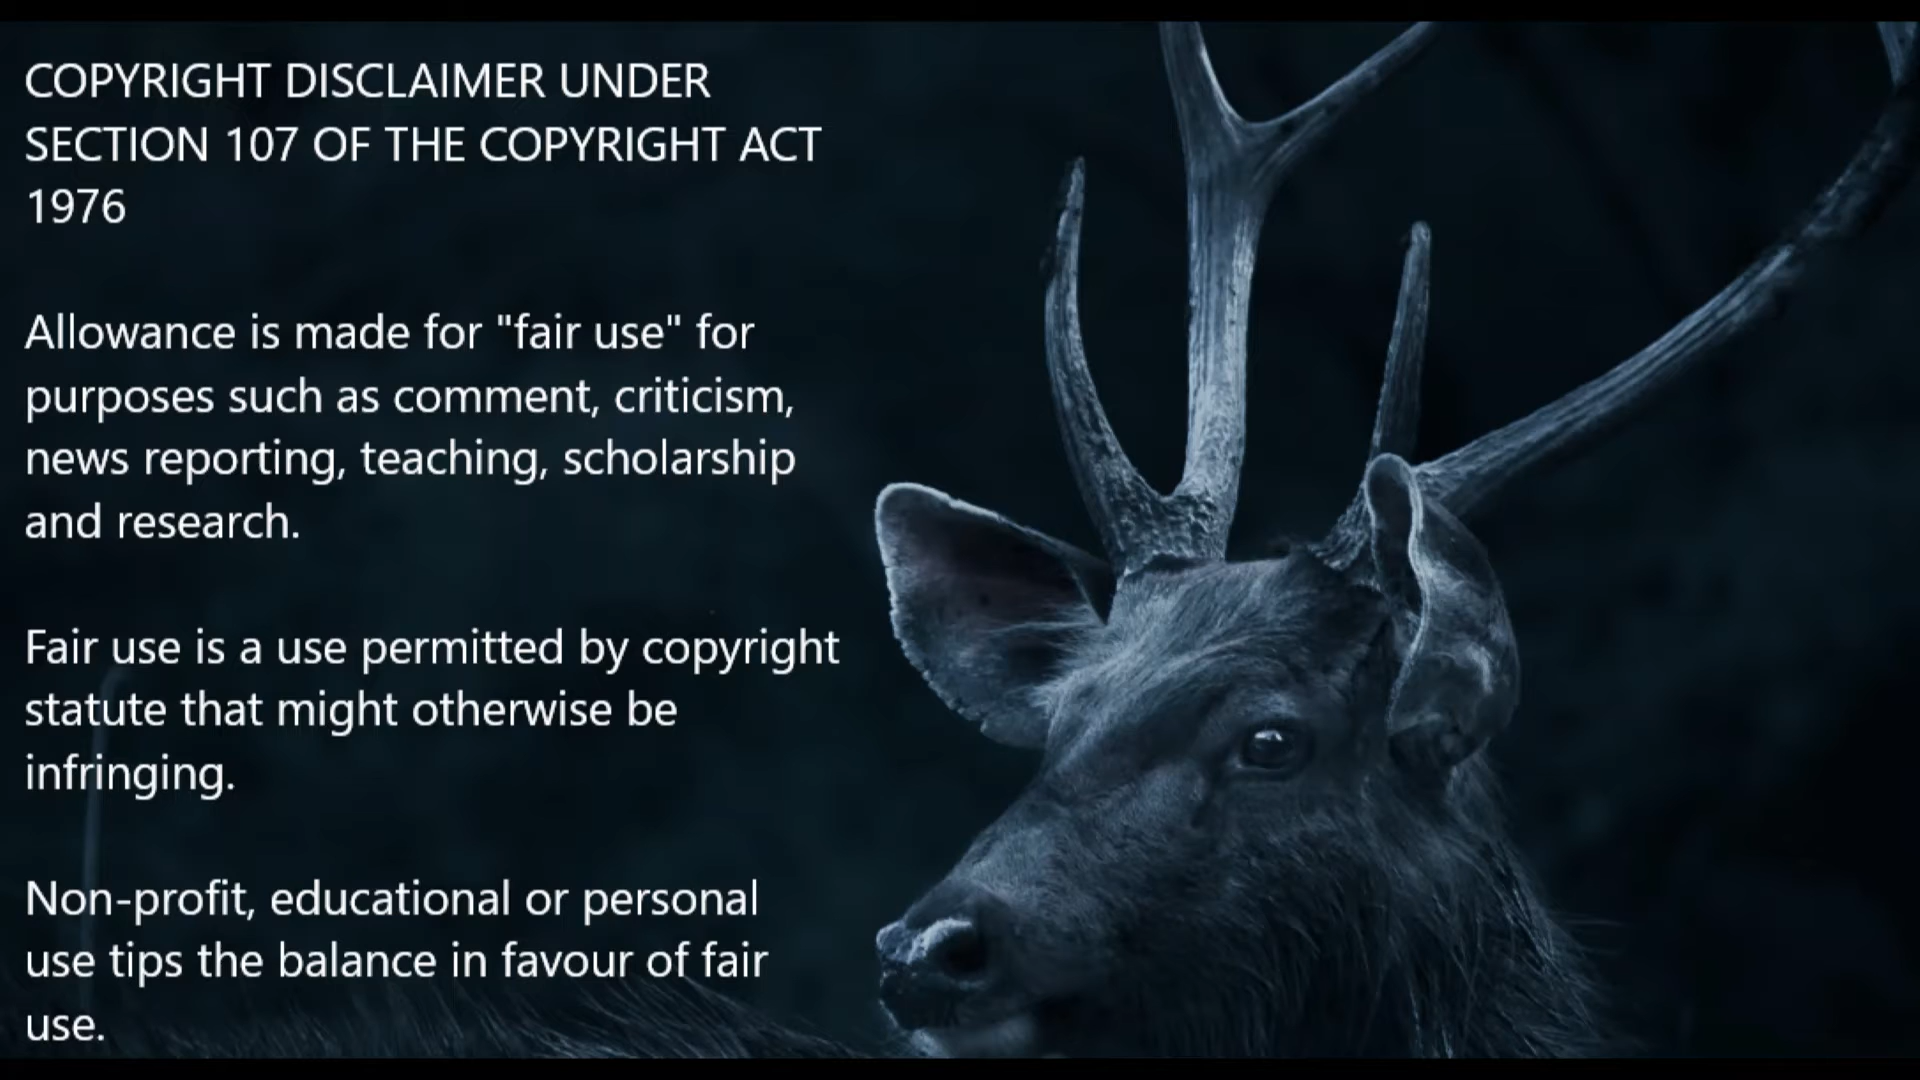 COPYRIGHT DISCLAIMER UNDER
SECTION 107 OF THE COPYRIGHT ACT
1976
Allowance is made for "fair use" for
purposes such as comment, criticism,
news reporting, teaching, scholarship
and research.
Fair use is a use permitted by copyright
statute that might otherwise be
infringing.
Non-profit, educational or personal
use tips the balance in favour of fair
use.